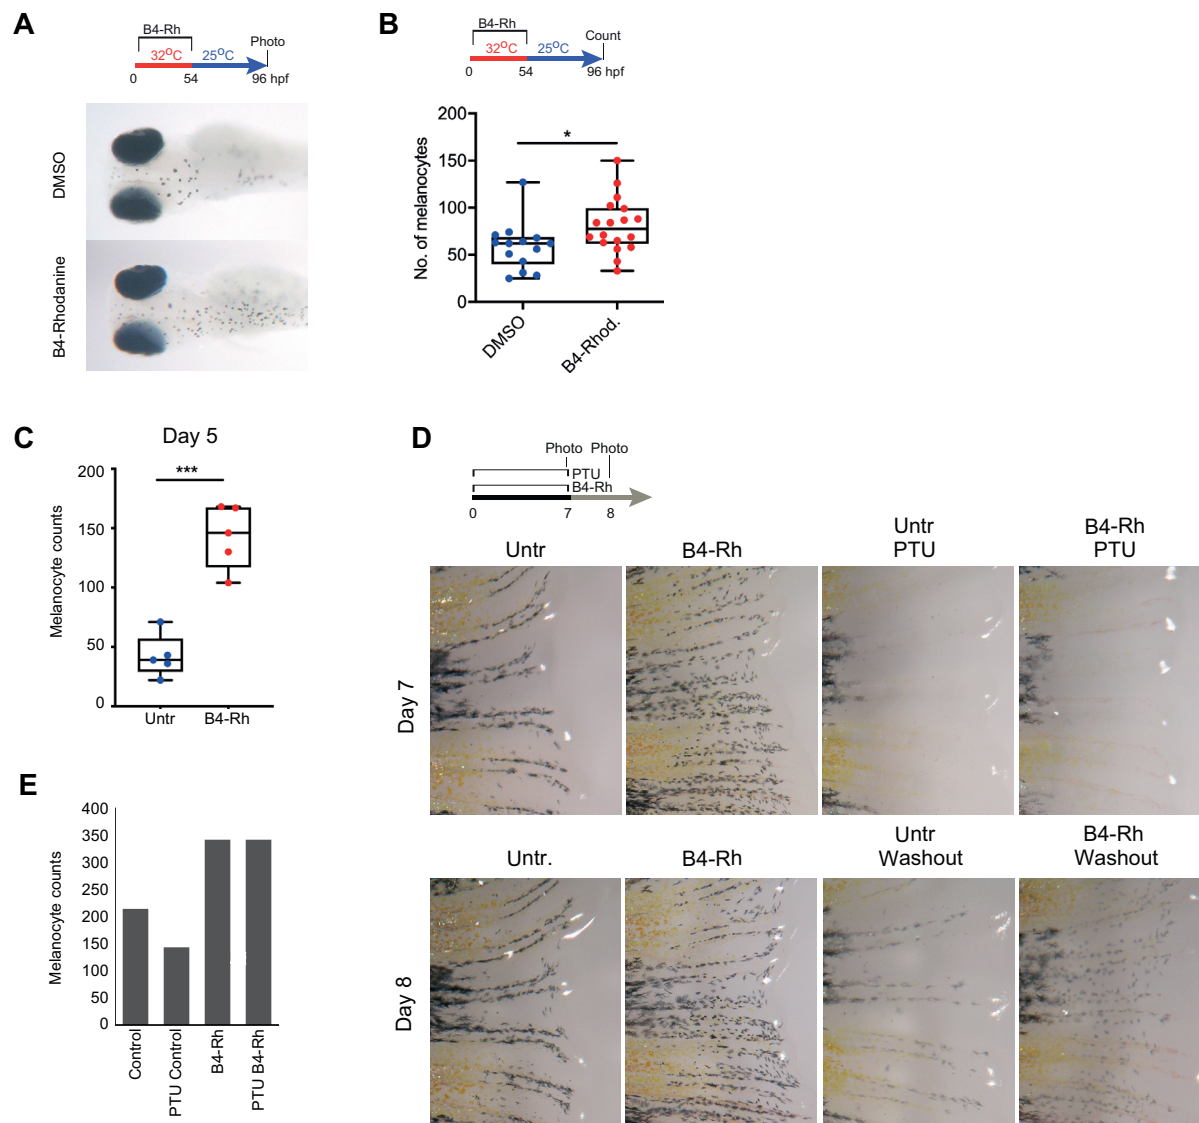 A
B4-Rh
Photo
32°C 25°C
0 54 96 hpf
DMSO
B4-Rhodanine
B
B4-Rh
Count
32°C 25°C
0 54 96 hpf
200
150
100
50
0
No. of melanocytes
*
DMSO
B4-Rhod.
C
Day 5
200
150
100
50
0
Melanocyte counts
***
Untr B4-Rh
D
Photo Photo
PTU
B4-Rh
0 7 8
Untr
B4-Rh
Untr
PTU
B4-Rh
PTU
Day 7
Untr.
B4-Rh
Untr
Washout
B4-Rh
Washout
Day 8
E
400
350
300
250
200
150
100
50
0
Melanocyte counts
Control
PTU Control
B4-Rh
PTU B4-Rh